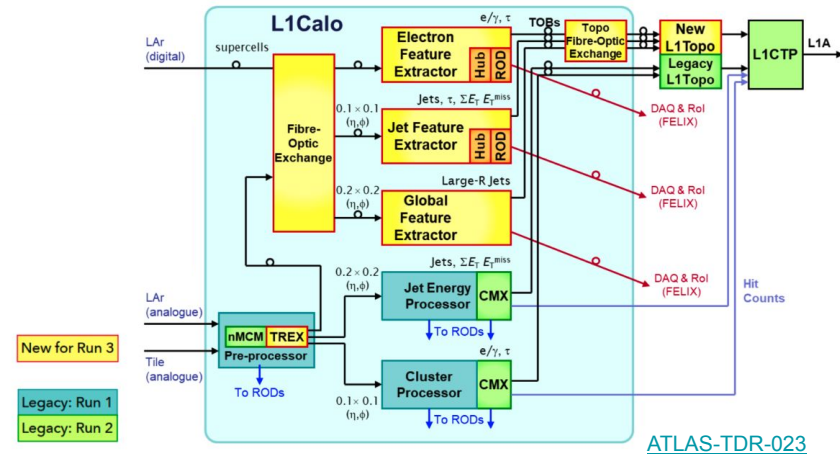 L1Calo
e/γ, τ
TOBs
Topo
Fibre-Optic
Exchange
New
L1Topo
Legacy
L1Topo
L1CTP
L1A
LAr
(digital)
supercells
Electron
Feature
Extractor
Hub
ROD
Jets, τ, ΣE_T E_T^miss
0.1 × 0.1
(η,ϕ)
Jet Feature
Extractor
Hub
ROD
DAQ & RoI
(FELIX)
Fibre-
Optic
Exchange
Large-R Jets
0.2 × 0.2
(η,ϕ)
Global
Feature
Extractor
DAQ & RoI
(FELIX)
Jets, ΣE_T E_T^miss
0.2 × 0.2
(η,ϕ)
Jet Energy
Processor
CMX
DAQ & RoI
(FELIX)
Hit
Counts
To RODs
LAr
(analogue)
nMCM
TREX
Pre-processor
Tile
(analogue)
To RODs
e/γ, τ
0.1 × 0.1
(η,ϕ)
Cluster
Processor
CMX
To RODs
New for Run 3
Legacy: Run 1
Legacy: Run 2
ATLAS-TDR-023